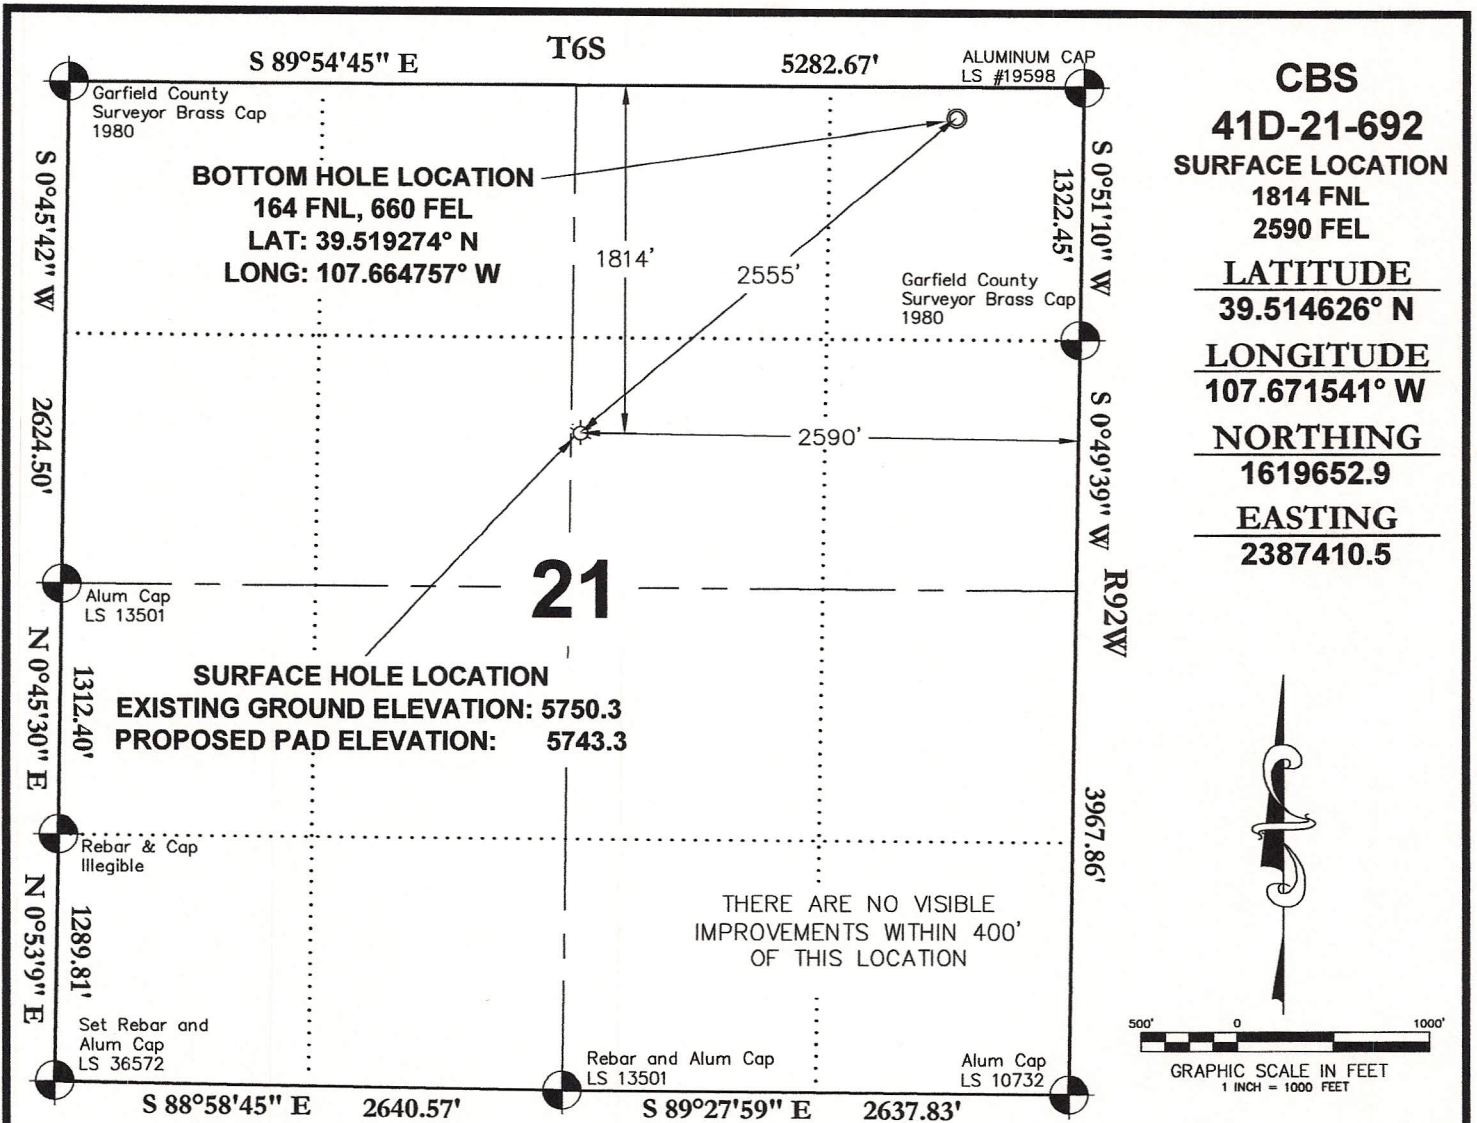 T6S
S 89°54'45" E
5282.67'
ALUMINUM CAP
LS #19598
Garfield County
Surveyor Brass Cap
1980
S 0°45'42" W
2624.50'
BOTTOM HOLE LOCATION
164 FNL, 660 FEL
LAT: 39.519274° N
LONG: 107.664757° W
1814'
2555'
S 0°51'10" W
1322.45'
Garfield County
Surveyor Brass Cap
1980
2590'
S 0°49'39" W
R92W
3967.86'
21
Alum Cap
LS 13501
N 0°45'30" E
1312.40'
SURFACE HOLE LOCATION
EXISTING GROUND ELEVATION: 5750.3
PROPOSED PAD ELEVATION: 5743.3
Rebar & Cap
Illegible
N 0°53'9" E
1289.81'
THERE ARE NO VISIBLE
IMPROVEMENTS WITHIN 400'
OF THIS LOCATION
Set Rebar and
Alum Cap
LS 36572
Rebar and Alum Cap
LS 13501
Alum Cap
LS 10732
S 88°58'45" E
2640.57'
S 89°27'59" E
2637.83'
CBS
41D-21-692
SURFACE LOCATION
1814 FNL
2590 FEL
LATITUDE
39.514626° N
LONGITUDE
107.671541° W
NORTHING
1619652.9
EASTING
2387410.5
500' 0 1000'
GRAPHIC SCALE IN FEET
1 INCH = 1000 FEET